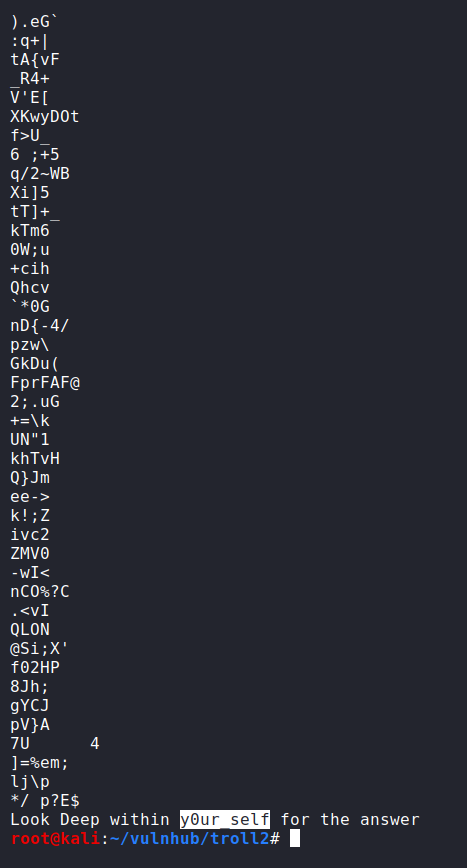 ).eG`
:q+|
tA{vF
_R4+
V'E[
XKwyDOt
f>U_
6 ;+5
q/2~WB
Xi]5
tT]+_
kTm6
0W;u
+cih
Qhcv
`*0G
nD{-4/
pzw\
GkDu(
FprFAF@
2;.uG
+=\k
UN"1
khTvH
Q}Jm
ee->
k!;Z
ivc2
ZMV0
-wI<
nCO%?C
.<vI
QLON
@Si;X'
f02HP
8Jh;
gYCJ
pV}A
7U      4
]=%em;
lj\p
*/ p?E$
Look Deep within y0ur_self for the answer
root@kali:~/vulnhub/troll2#